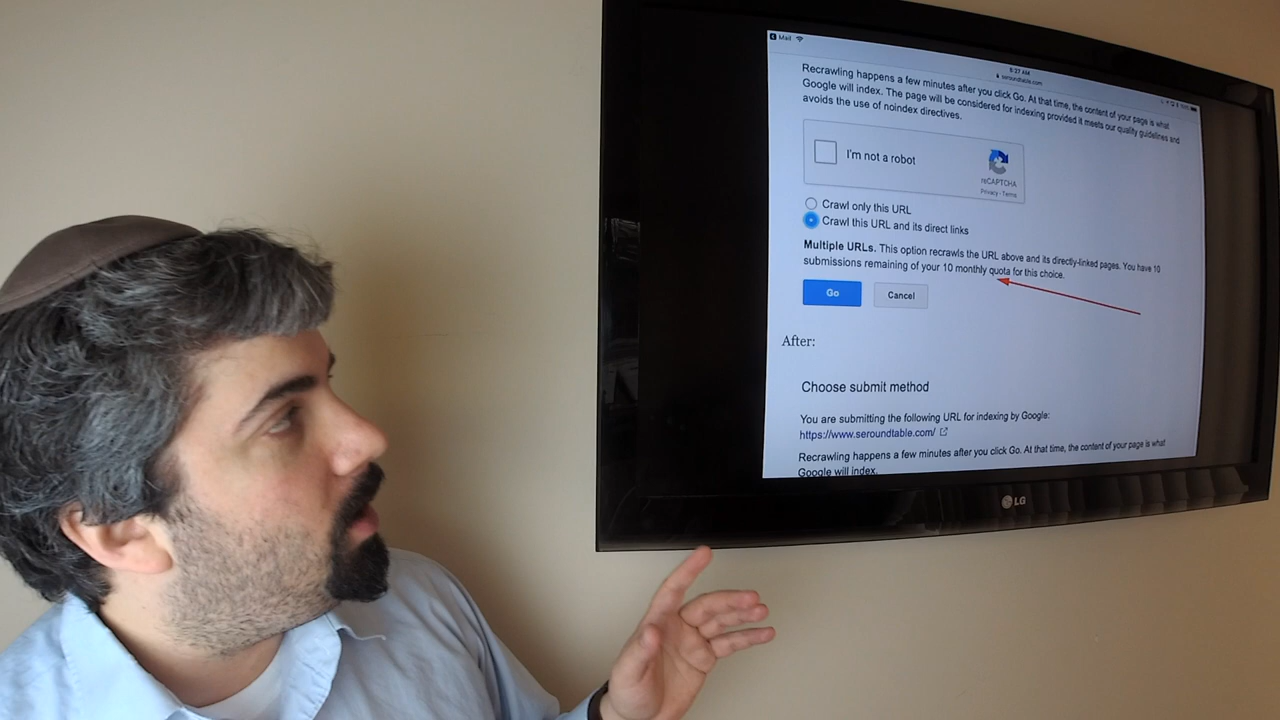 Mail
8:27 AM
seroundtable.com
Recrawling happens a few minutes after you click Go. At that time, the content of your page is what
Google will index. The page will be considered for indexing provided it meets our quality guidelines and
avoids the use of noindex directives.
I'm not a robot
reCAPTCHA
Privacy - Terms
Crawl only this URL
Crawl this URL and its direct links
Multiple URLs. This option recrawls the URL above and its directly-linked pages. You have 10
submissions remaining of your 10 monthly quota for this choice.
Go Cancel
After:
Choose submit method
You are submitting the following URL for indexing by Google:
https://www.seroundtable.com/
Recrawling happens a few minutes after you click Go. At that time, the content of your page is what
Google will index.
LG